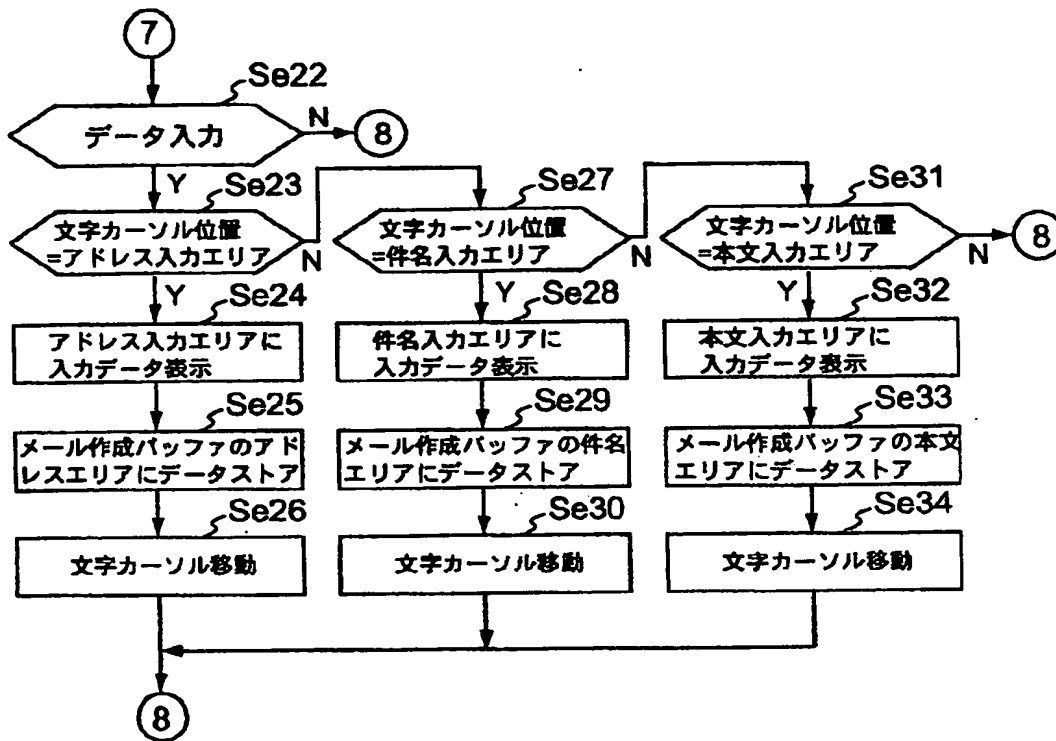 7
Se22
データ入力
N
8
Y
Se23
文字カーソル位置
=アドレス入力エリア
N
Y
Se24
アドレス入力エリアに
入力データ表示
Se25
メール作成バッファのアド
レスエリアにデータストア
Se26
文字カーソル移動
Se27
文字カーソル位置
=件名入力エリア
N
Y
Se28
件名入力エリアに
入力データ表示
Se29
メール作成バッファの件名
エリアにデータストア
Se30
文字カーソル移動
Se31
文字カーソル位置
=本文入力エリア
N
8
Y
Se32
本文入力エリアに
入力データ表示
Se33
メール作成バッファの本文
エリアにデータストア
Se34
文字カーソル移動
8